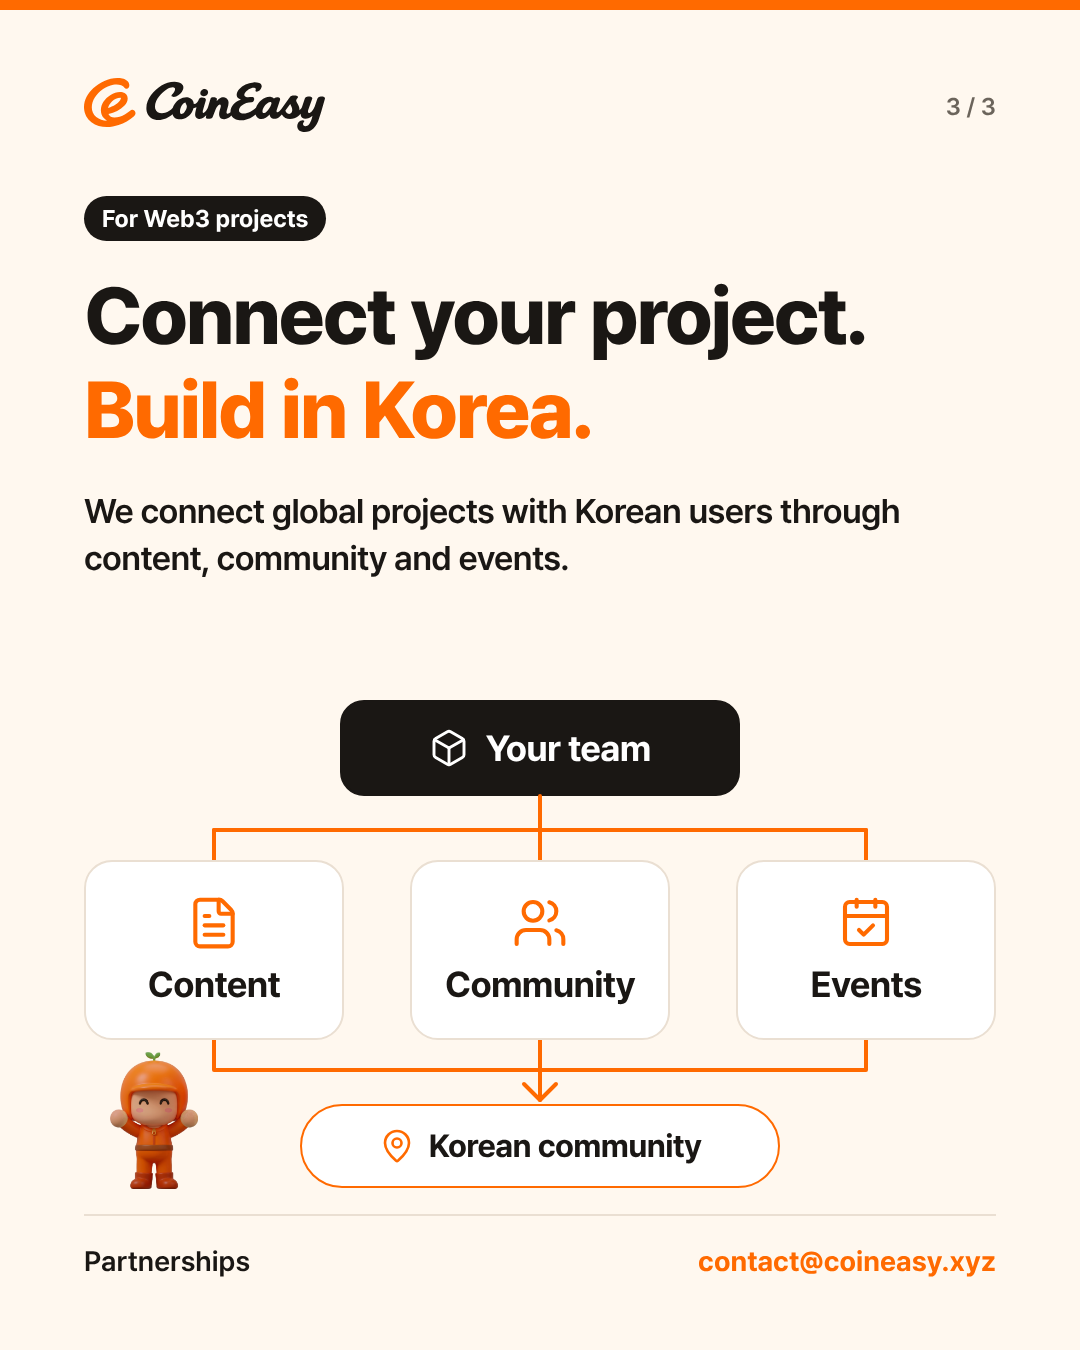 CoinEasy
3 / 3
For Web3 projects
Connect your project.
Build in Korea.
We connect global projects with Korean users through
content, community and events.
Your team
Content
Community
Events
Korean community
Partnerships
contact@coineasy.xyz